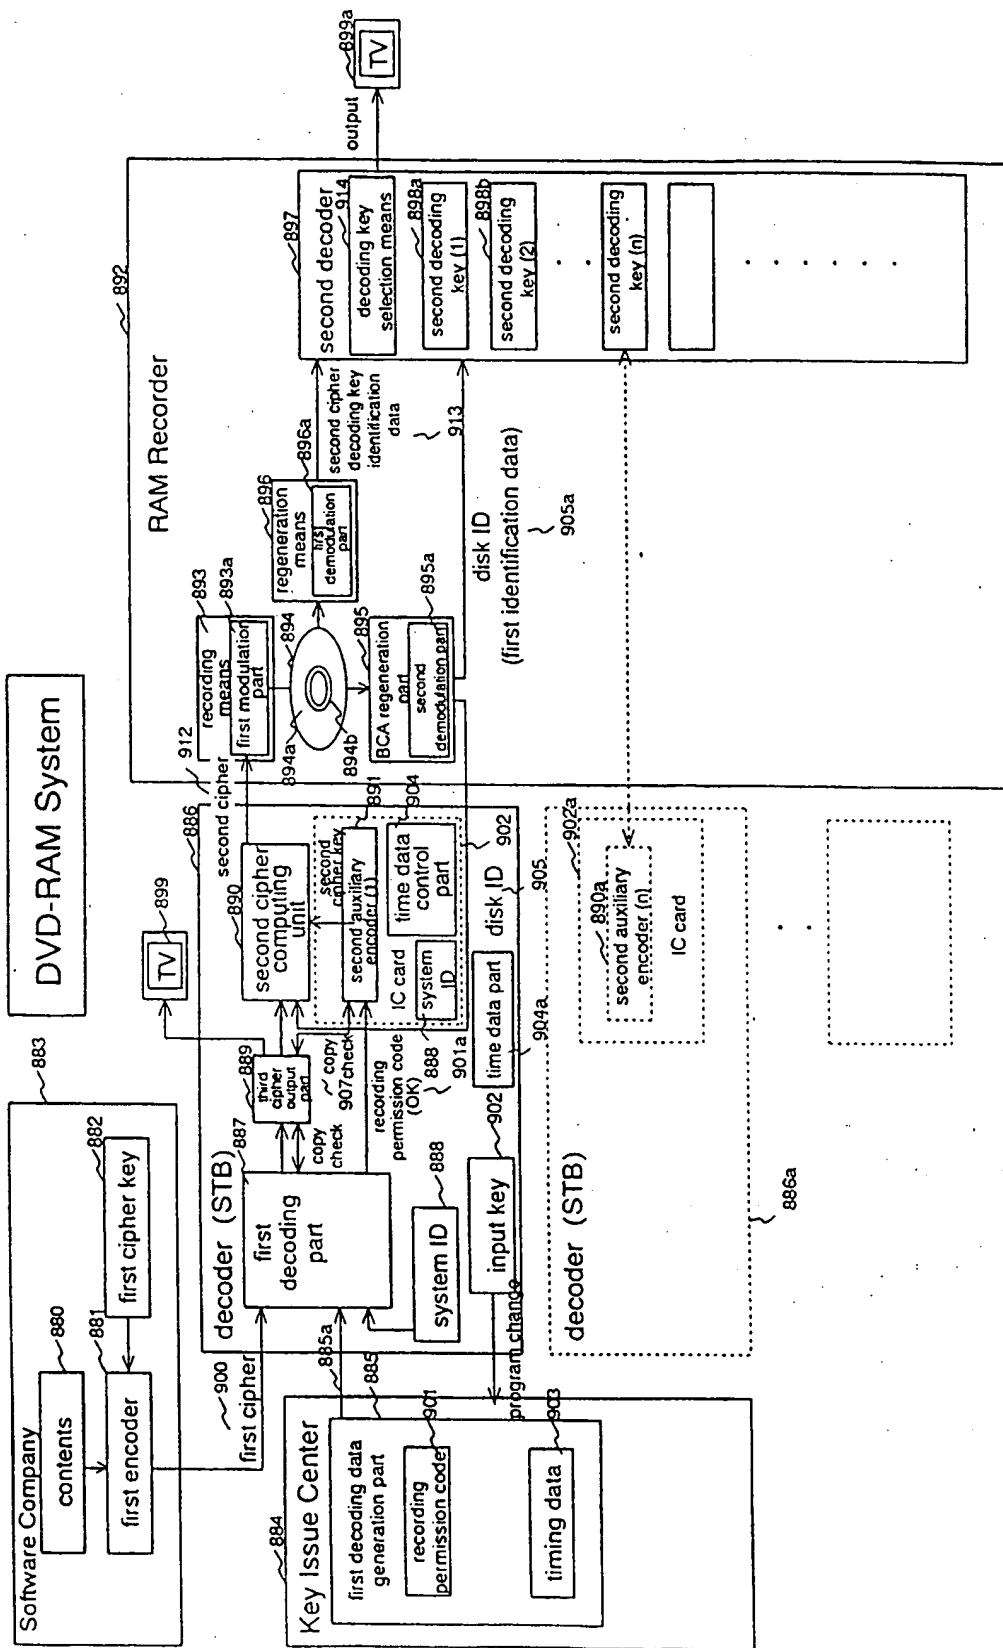 DVD-RAM System
Software Company
883
contents
880
first encoder
881
first cipher key
882
900
first cipher
Key Issue Center
884
first decoding data
generation part
885
885a
recording
permission code
901
timing data
903
program change
decoder (STB)
886
first
decoding
part
887
copy
check
third
cipher
output
part
889
TV
899
second cipher
computing
unit
890
second cipher
912
second cipher key
second auxiliary
encoder (1)
891
IC card
system
ID
888
time data
control
part
904
902
copy
907check
recording
permission code
(OK)
901a
system ID
888
input key
902
time data part
904a
disk ID
905
decoder (STB)
886a
902a
890a
second auxiliary
encoder (n)
IC card
RAM Recorder
892
recording
means
893
893a
first modulation
part
894
894a
894b
BCA regeneration
part
895
895a
second
demodulation part
regeneration
means
896
896a
demodulation
part
second cipher
decoding key
identification
data
913
disk ID
(first identification data)
905a
second decoder
897
914
decoding key
selection means
898a
second decoding
key (1)
898b
second decoding
key (2)
second decoding
key (n)
output
TV
899a